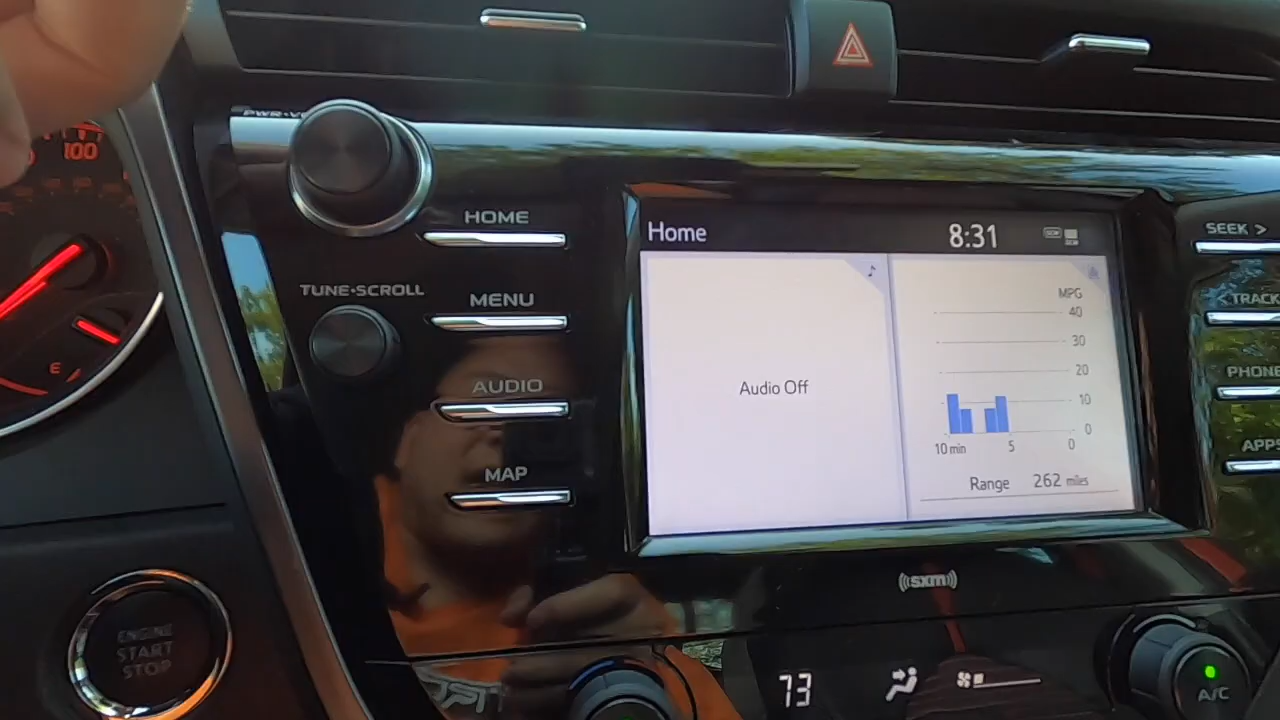 PWR•V
100
HOME
Home
8:31
SEEK >
TUNE•SCROLL
MENU
MPG
40
< TRACK
30
20
PHONE
AUDIO
Audio Off
10
E
0
10 min
5
0
APPS
MAP
Range 262 miles
((sxm))
ENGINE
START
STOP
73
A/C